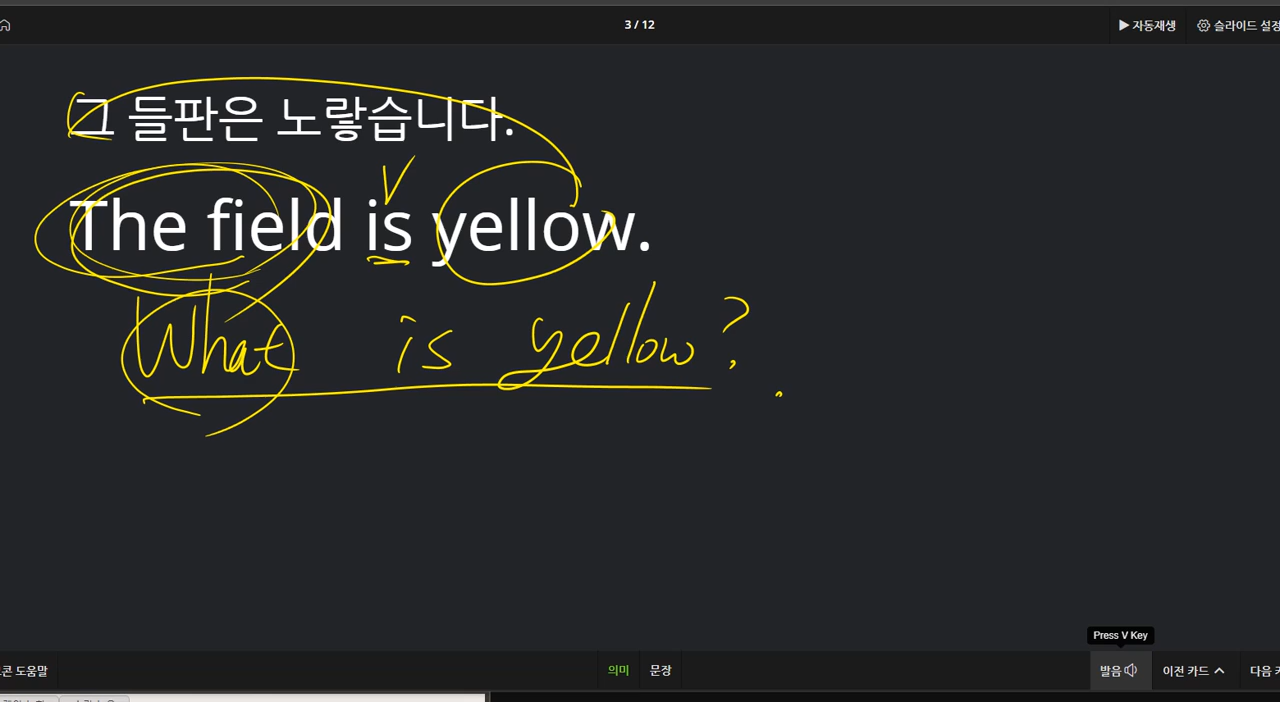 3 / 12
▶ 자동재생
슬라이드 설정
그 들판은 노랗습니다.
The field is yellow.
What is yellow?
Press V Key
콘 도움말
의미
문장
발음
이전 카드
다음